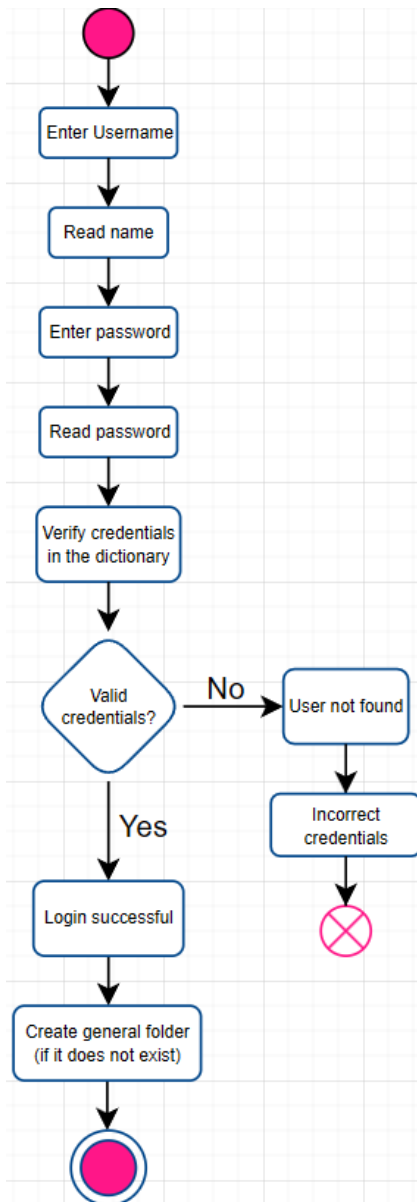 Enter Username
Read name
Enter password
Read password
Verify credentials
in the dictionary
Valid
credentials?
No
User not found
Incorrect
credentials
Yes
Login successful
Create general folder
(if it does not exist)